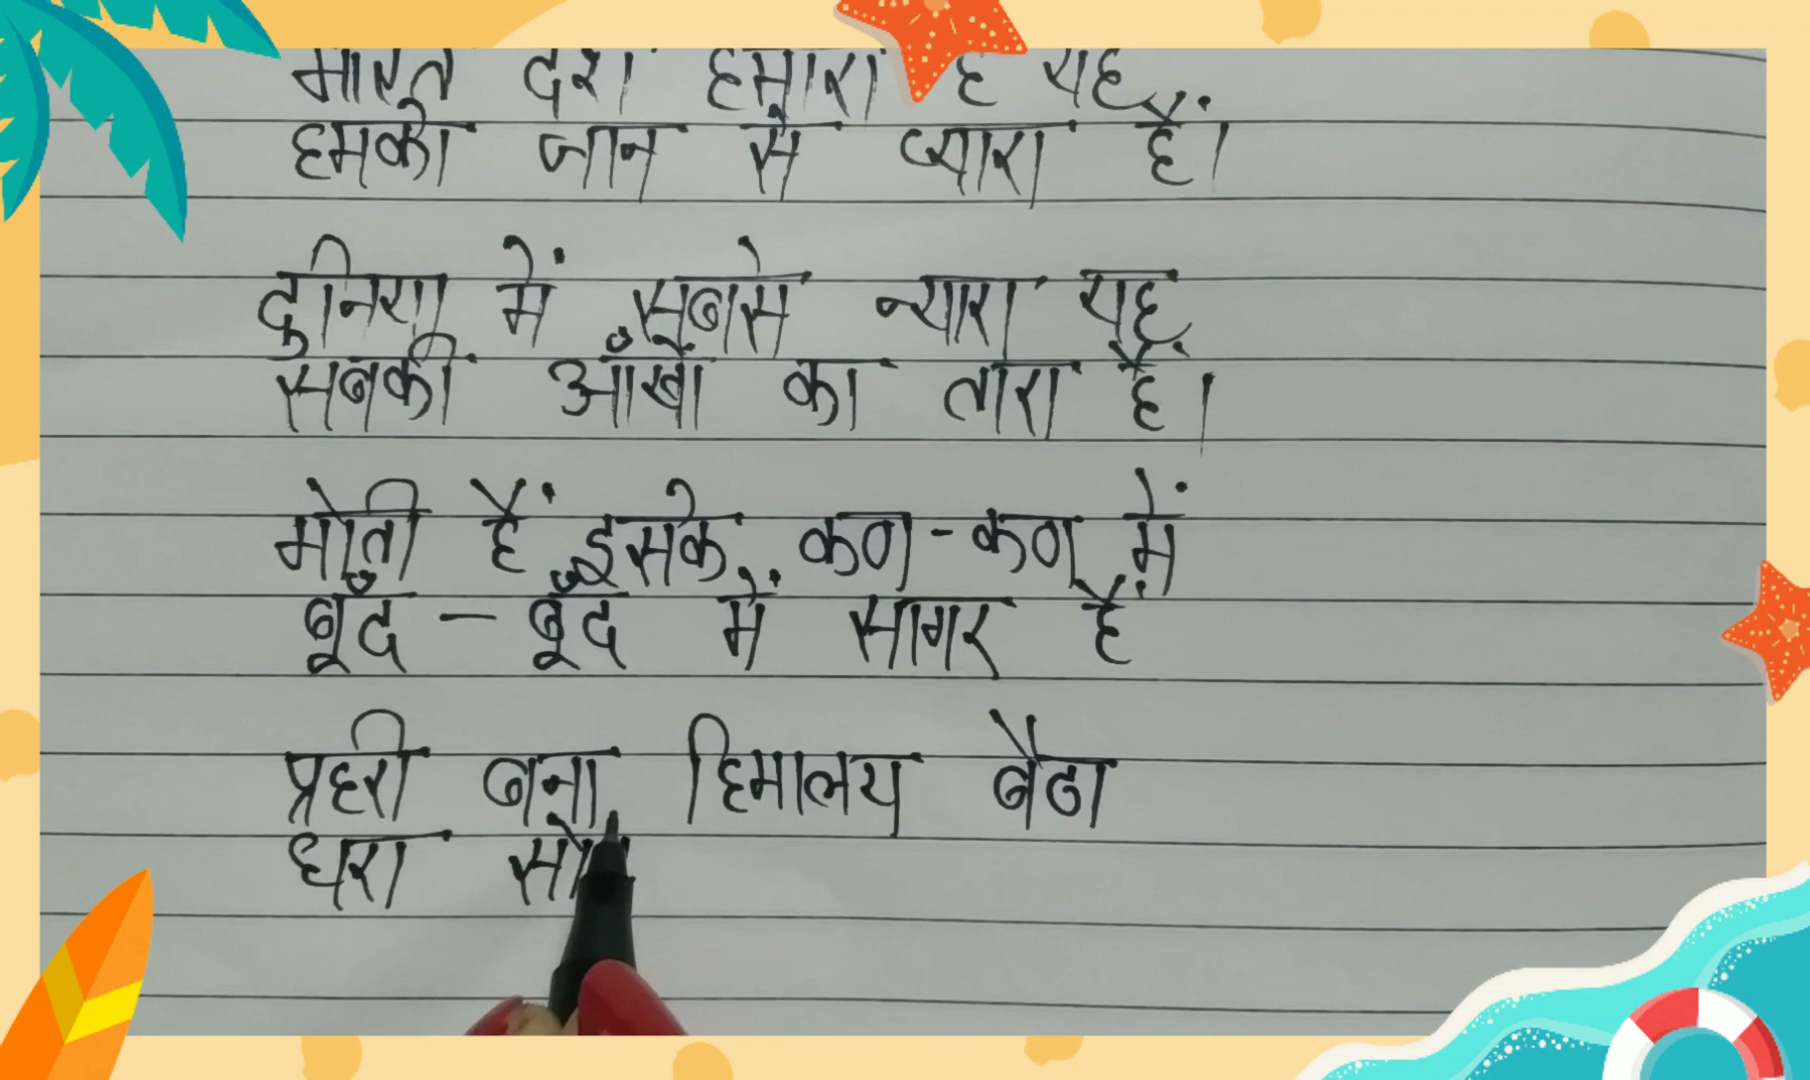 भारत देश हमारा है यह
हमको जान से प्यारा है।
दुनिया में सबसे न्यारा यह
सबकी आँखों का तारा है।
मोती हैं इसके कण-कण में
बूँद - बूँद में सागर है
प्रहरी बना हिमालय बैठा
धरा